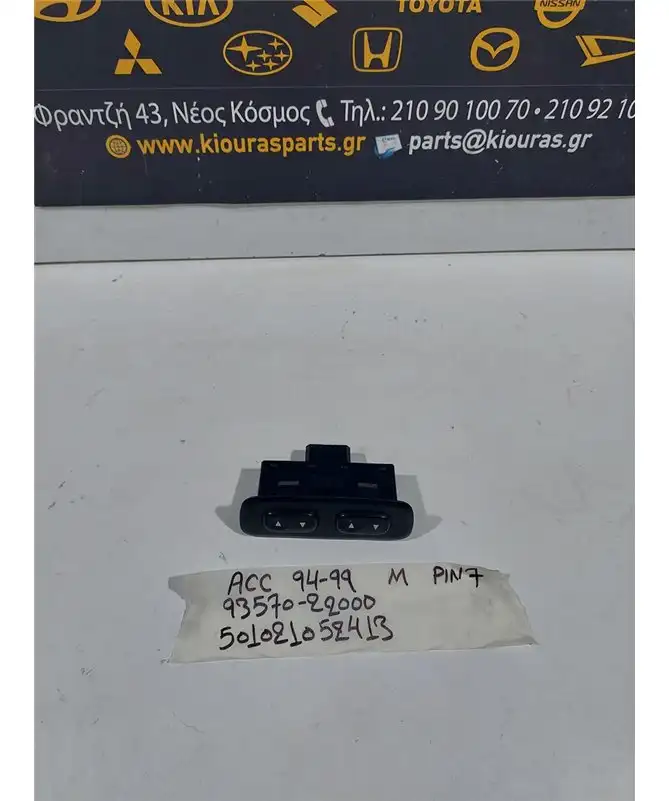 KIA
TOYOTA
NISSAN
Φραντζή 43, Νέος Κόσμος Τηλ.: 210 90 100 70 • 210 92 10
www.kiourasparts.gr parts@kiouras.gr
ACC 94-99 M PIN7
93570-22000
501021052413